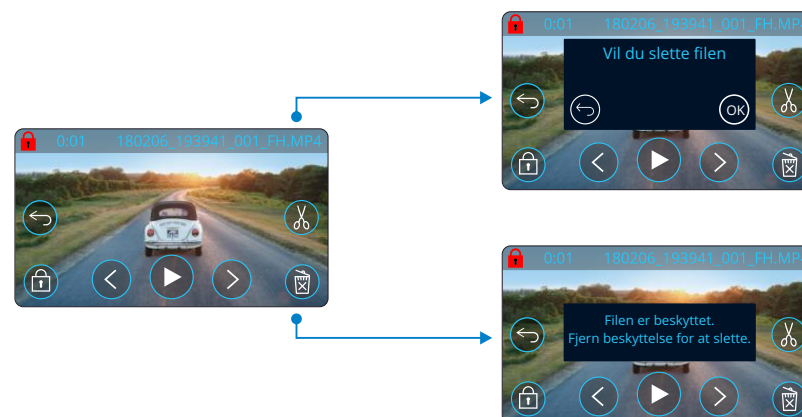 0:01 180206_193941_001_FH.MP4
0:01 180206_193941_001_FH.MP
Vil du slette filen
OK
0:01 180206_193941_001_FH.MP
Filen er beskyttet.
Fjern beskyttelse for at slette.